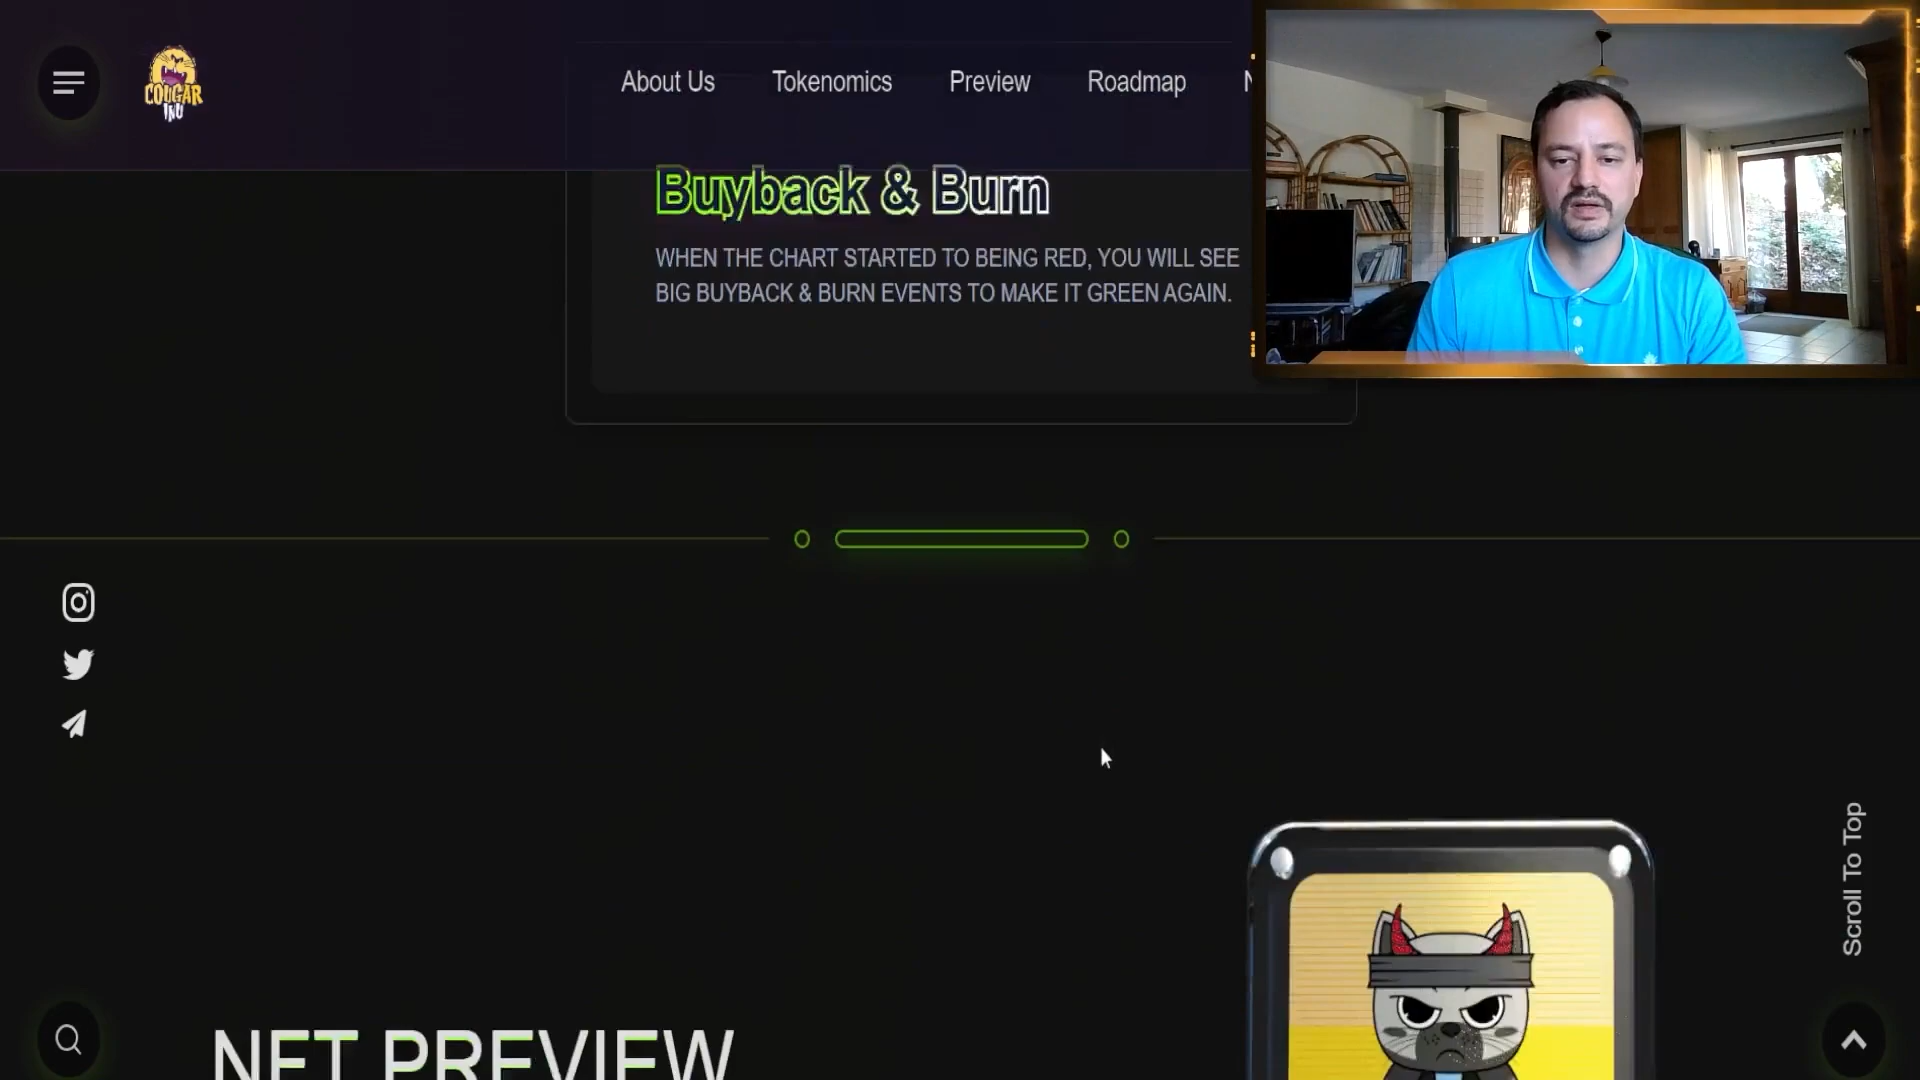 COUGAR
INU
About Us
Tokenomics
Preview
Roadmap
N
Buyback & Burn
WHEN THE CHART STARTED TO BEING RED, YOU WILL SEE
BIG BUYBACK & BURN EVENTS TO MAKE IT GREEN AGAIN.
Scroll To Top
NFT PREVIEW